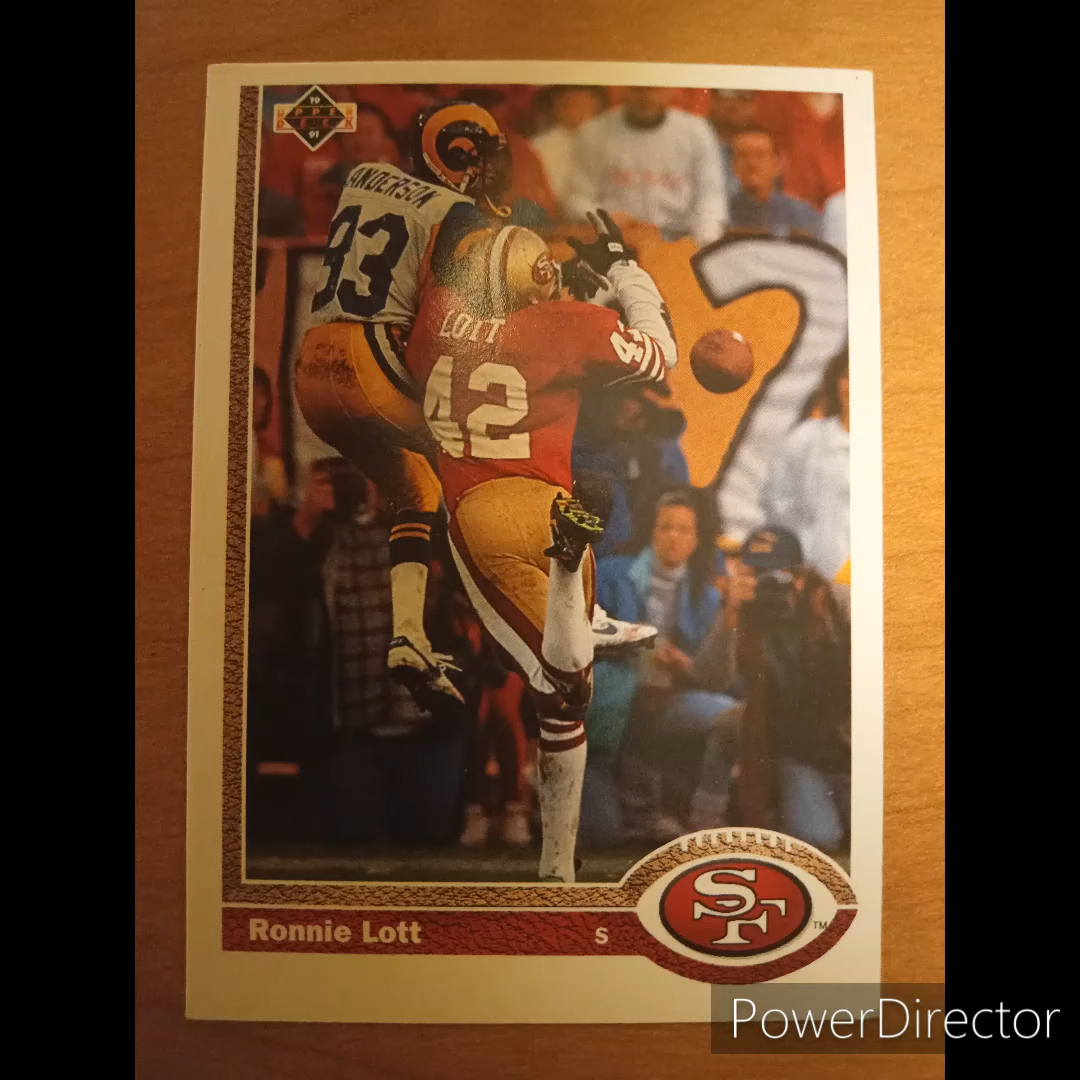 19
UPPER
DECK
91
ANDERSON
83
LOTT
42
42
Ronnie Lott
S
SF
TM
PowerDirector